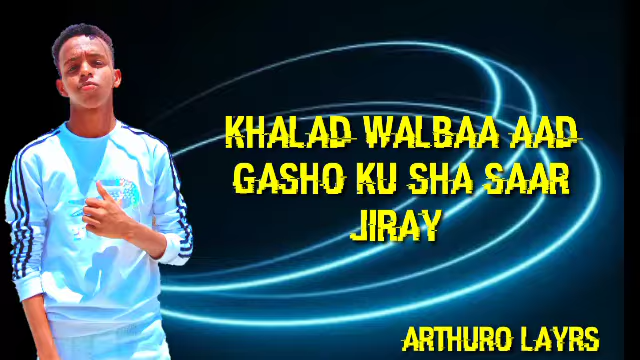 KHALAD WALBAA AAD
GASHO KU SHA SAAR
JIRAY
ARTHURO LAYRS